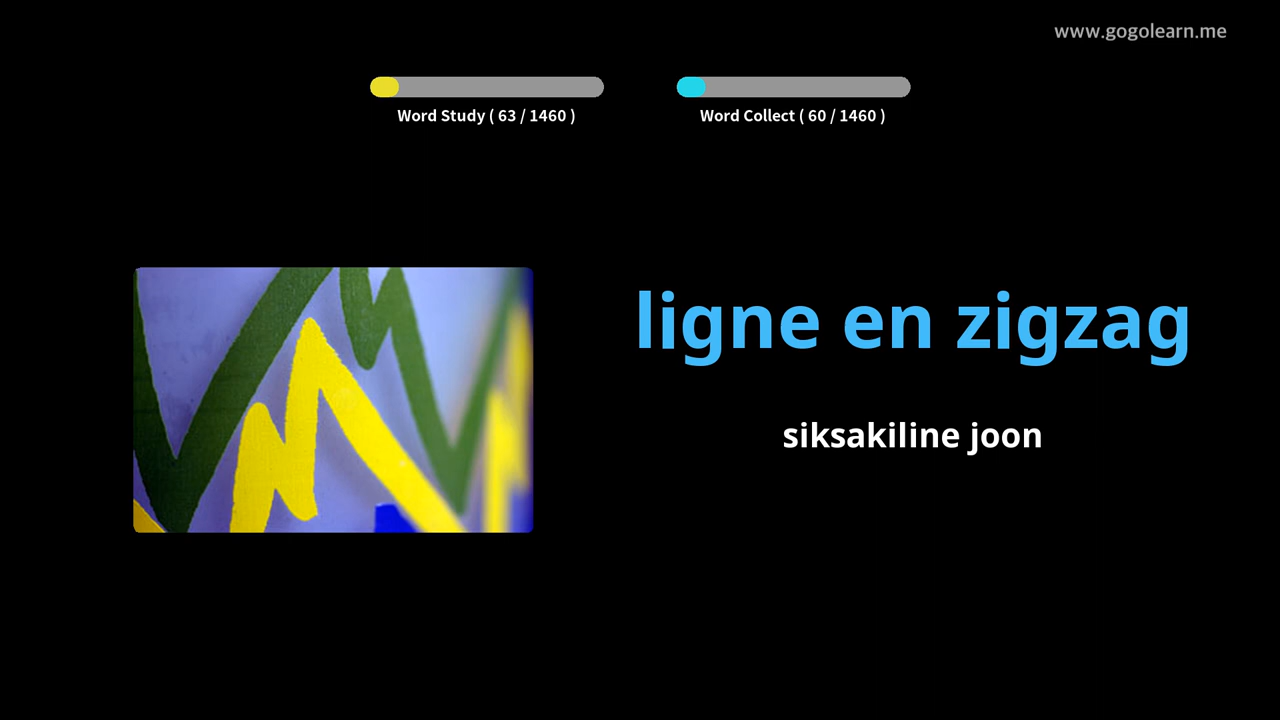 www.gogolearn.me
Word Study ( 63 / 1460 )
Word Collect ( 60 / 1460 )
ligne en zigzag
siksakiline joon